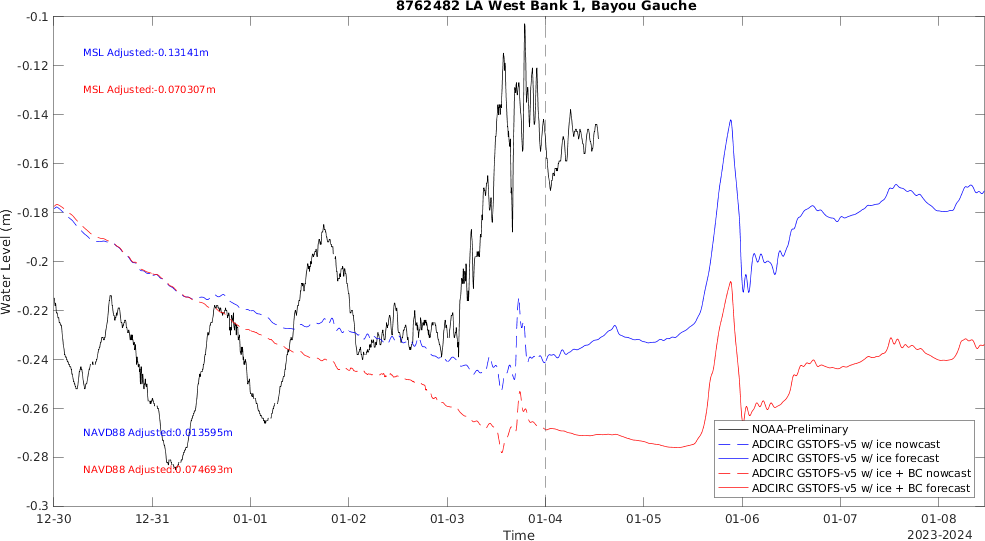 8762482 LA West Bank 1, Bayou Gauche
-0.1
MSL Adjusted:-0.13141m
-0.12
MSL Adjusted:-0.070307m
-0.14
-0.16
-0.18
-0.2
Water Level (m)
-0.22
-0.24
-0.26
NAVD88 Adjusted:0.013595m
NAVD88 Adjusted:0.074693m
-0.28
-0.3
NOAA-Preliminary
ADCIRC GSTOFS-v5 w/ ice nowcast
ADCIRC GSTOFS-v5 w/ ice forecast
ADCIRC GSTOFS-v5 w/ ice + BC nowcast
ADCIRC GSTOFS-v5 w/ ice + BC forecast
12-30 12-31 01-01 01-02 01-03 01-04 01-05 01-06 01-07 01-08
Time
2023-2024